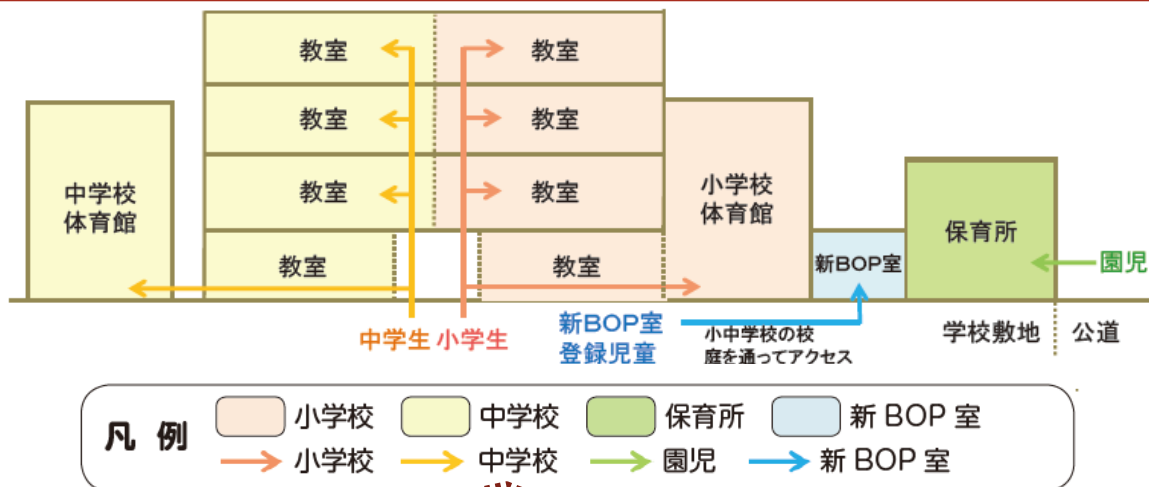 教室
教室
教室
教室
教室
教室
教室
教室
中学校
体育館
小学校
体育館
新BOP室
保育所
園児
中学生
小学生
新BOP室
登録児童
小中学校の校
庭を通ってアクセス
学校敷地
公道
凡 例
小学校
中学校
保育所
新 BOP 室
小学校
中学校
園児
新 BOP 室